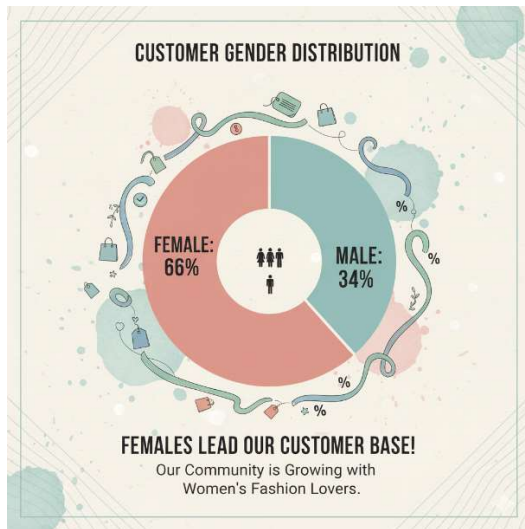 CUSTOMER GENDER DISTRIBUTION
%
%
FEMALE:
66%
MALE:
34%
%
%
FEMALES LEAD OUR CUSTOMER BASE!
Our Community is Growing with
Women's Fashion Lovers.